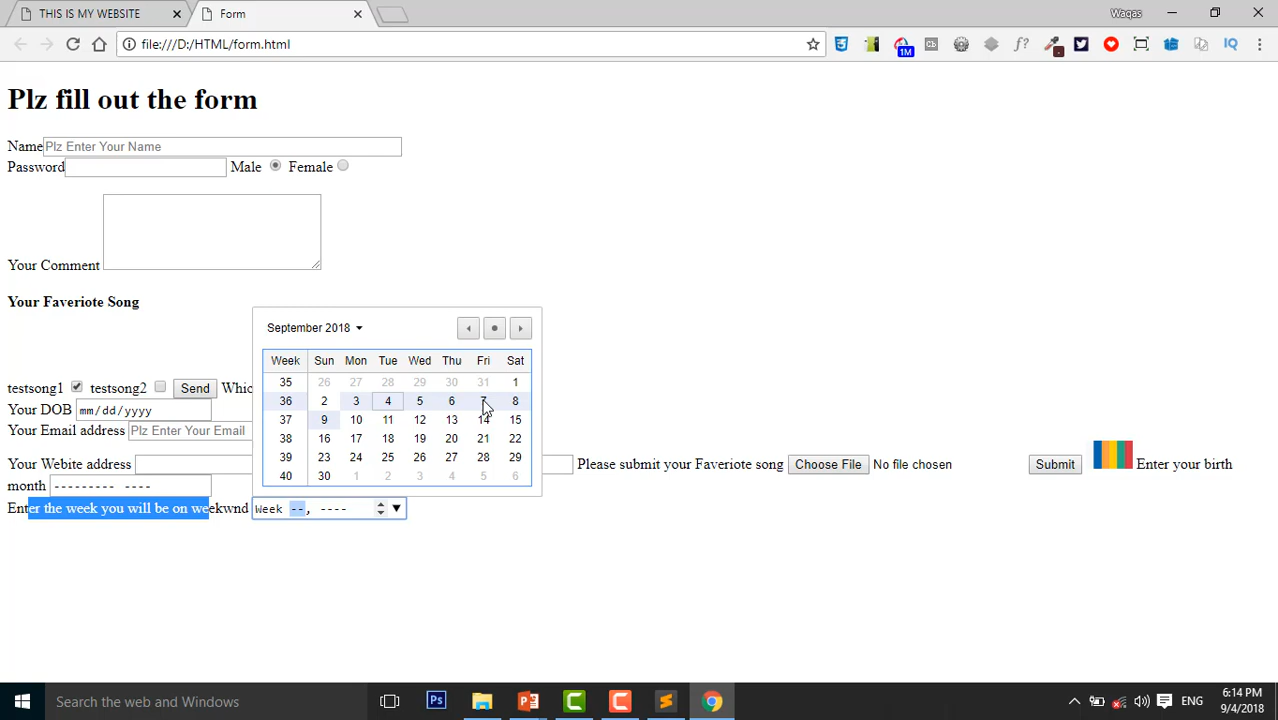 THIS IS MY WEBSITE
Form
Waqas
file:///D:/HTML/form.html
1M
Cb
f?
IQ
Plz fill out the form
Name Plz Enter Your Name
Password Male Female
Your Comment
Your Faveriote Song
September 2018
Week Sun Mon Tue Wed Thu Fri Sat
35 26 27 28 29 30 31 1
36 2 3 4 5 6 7 8
37 9 10 11 12 13 14 15
38 16 17 18 19 20 21 22
39 23 24 25 26 27 28 29
40 30 1 2 3 4 5 6
testsong1 testsong2 Send Whic
Your DOB mm/dd/yyyy
Your Email address Plz Enter Your Email
Your Webite address Please submit your Faveriote song Choose File No file chosen Submit Enter your birth
month --------- ----
Enter the week you will be on weekwnd Week --, ----
Search the web and Windows
Ps
ENG
6:14 PM
9/4/2018